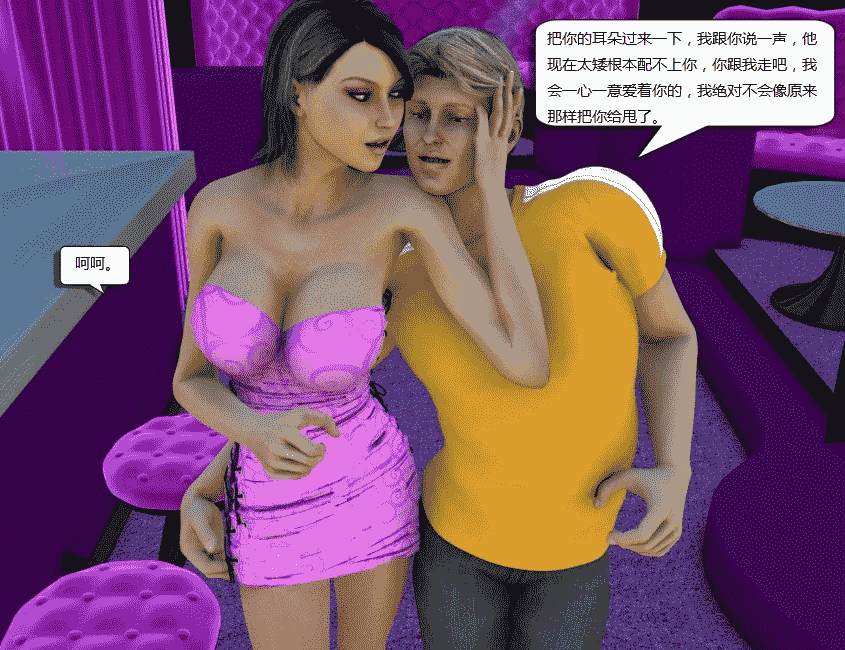 把你的耳朵过来一下，我跟你说一声，他
现在太矮根本配不上你，你跟我走吧，我
会一心一意爱着你的，我绝对不会像原来
那样把你给甩了。
呵呵。